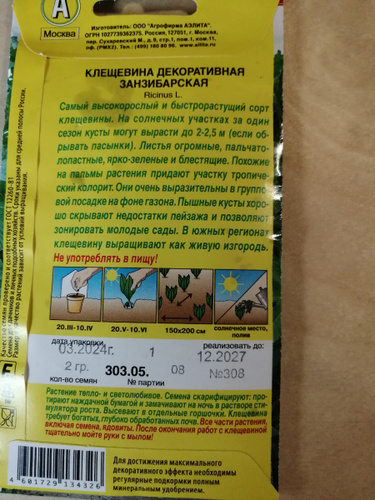 А
Москва
Изготовитель: ООО "Агрофирма АЭЛИТА"
ОГРН 1027739362375. Россия, 127051, г. Москва,
пер. Сухаревский М., д. 9, стр. 1, пом. I, ком. 11,
оф. (РМ2). Тел. (499) 160 80 96. www.ailita.ru
КЛЕЩЕВИНА ДЕКОРАТИВНАЯ
ЗАНЗИБАРСКАЯ
Ricinus L.
Самый высокорослый и быстрорастущий сорт
клещевины. На солнечных участках за один
сезон кусты могут вырасти до 2-2,5 м (если об-
рывать пасынки). Листья огромные, пальчато-
лопастные, ярко-зеленые и блестящие. Похожие
на пальмы растения придают участку тропиче-
ский колорит. Они очень выразительны в группо-
вой посадке на фоне газона. Пышные кусты хоро-
шо скрывают недостатки пейзажа и позволяют
зонировать молодые сады. В южных регионах
клещевину выращивают как живую изгородь.
Не употреблять в пищу!
20.III-10.IV
20.V-10.VI
150х200 см
солнечное место,
полив
дата упаковки
03.2024г.
1
реализовать до:
12.2027
2 гр.
303.05.
08
№308
кол-во семян
№ партии
Растение тепло- и светолюбивое. Семена скарифицируют: про-
тирают наждачной бумагой и замачивают на ночь в растворе сти-
мулятора роста. Высевают в отдельные горшочки. Клещевина
требует богатых, глубоко обработанных почв. Все части растения,
включая семена, ядовиты. После окончания работ с клещевиной
тщательно мойте руки с мылом!
4 601729 134326
Для достижения максимального
декоративного эффекта необходимы
регулярные подкормки полным
минеральным удобрением.